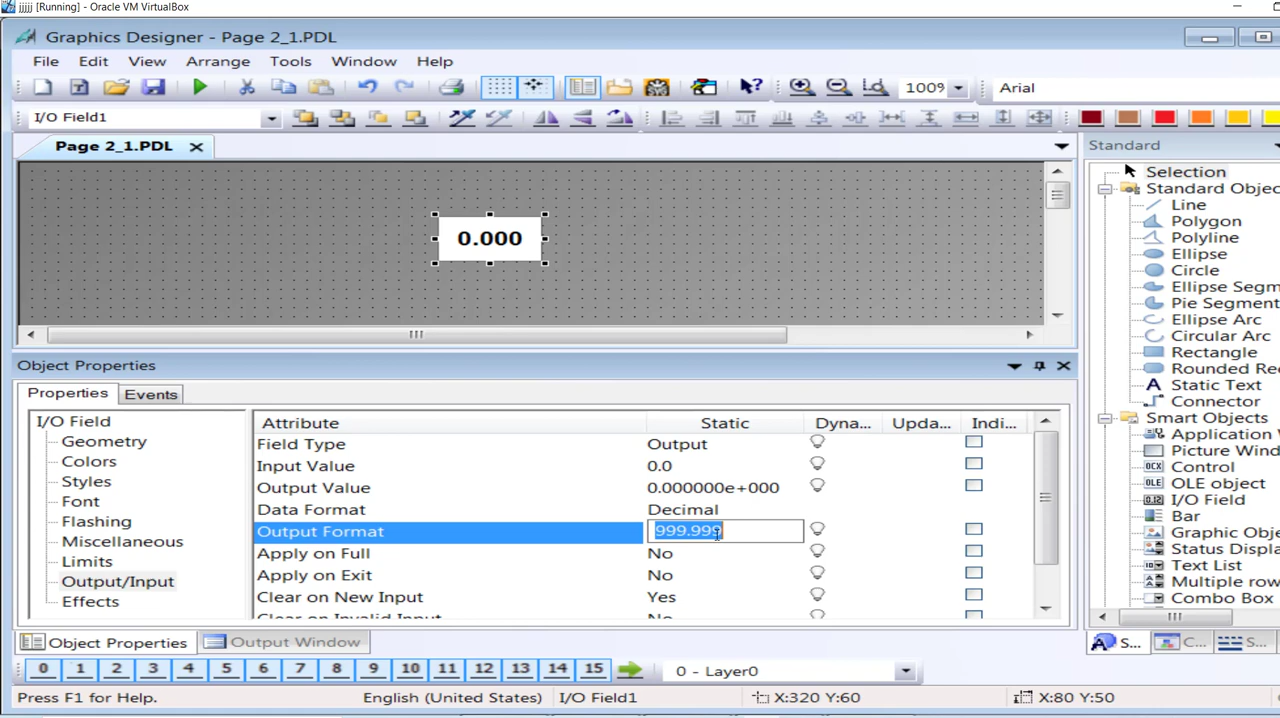 jjjjj [Running] - Oracle VM VirtualBox
Graphics Designer - Page 2_1.PDL
File Edit View Arrange Tools Window Help
100% Arial
I/O Field1
Page 2_1.PDL
Standard
Selection
Standard Objec
Line
Polygon
Polyline
Ellipse
Circle
Ellipse Segm
Pie Segment
Ellipse Arc
Circular Arc
Rectangle
Rounded Rec
Static Text
Connector
Smart Objects
Application
Picture Wind
Control
OLE object
I/O Field
Bar
Graphic Obje
Status Displa
Text List
Multiple row
Combo Box
S... C... S...
0.000
Object Properties
Properties Events
I/O Field
Geometry
Colors
Styles
Font
Flashing
Miscellaneous
Limits
Output/Input
Effects
Attribute Static Dyna... Upda... Indi...
Field Type Output
Input Value 0.0
Output Value 0.000000e+000
Data Format Decimal
Output Format 999.999
Apply on Full No
Apply on Exit No
Clear on New Input Yes
Clear on Invalid Input No
Object Properties Output Window
0 1 2 3 4 5 6 7 8 9 10 11 12 13 14 15 0 - Layer0
Press F1 for Help. English (United States) I/O Field1 X:320 Y:60 X:80 Y:50